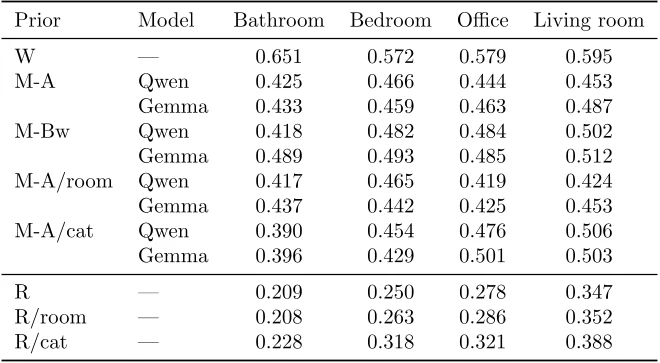 Prior Model Bathroom Bedroom Office Living room
W — 0.651 0.572 0.579 0.595
M-A Qwen 0.425 0.466 0.444 0.453
Gemma 0.433 0.459 0.463 0.487
M-Bw Qwen 0.418 0.482 0.484 0.502
Gemma 0.489 0.493 0.485 0.512
M-A/room Qwen 0.417 0.465 0.419 0.424
Gemma 0.437 0.442 0.425 0.453
M-A/cat Qwen 0.390 0.454 0.476 0.506
Gemma 0.396 0.429 0.501 0.503
R — 0.209 0.250 0.278 0.347
R/room — 0.208 0.263 0.286 0.352
R/cat — 0.228 0.318 0.321 0.388